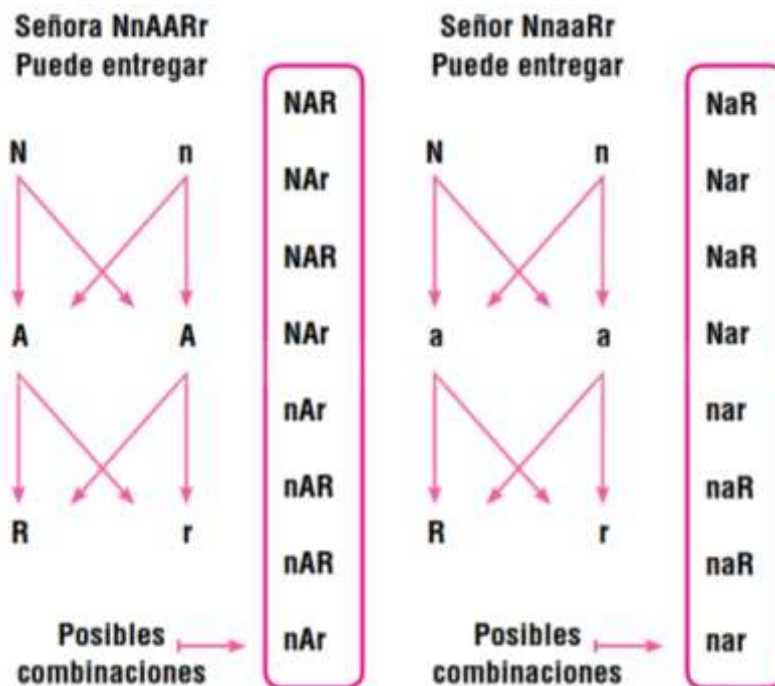 Señora NnAARr
Puede entregar
N n
A A
R r
Posibles
combinaciones
NAR
NAr
NAR
NAr
nAr
nAR
nAR
nAr
Señor NnaaRr
Puede entregar
N n
a a
R r
Posibles
combinaciones
NaR
Nar
NaR
Nar
nar
naR
naR
nar